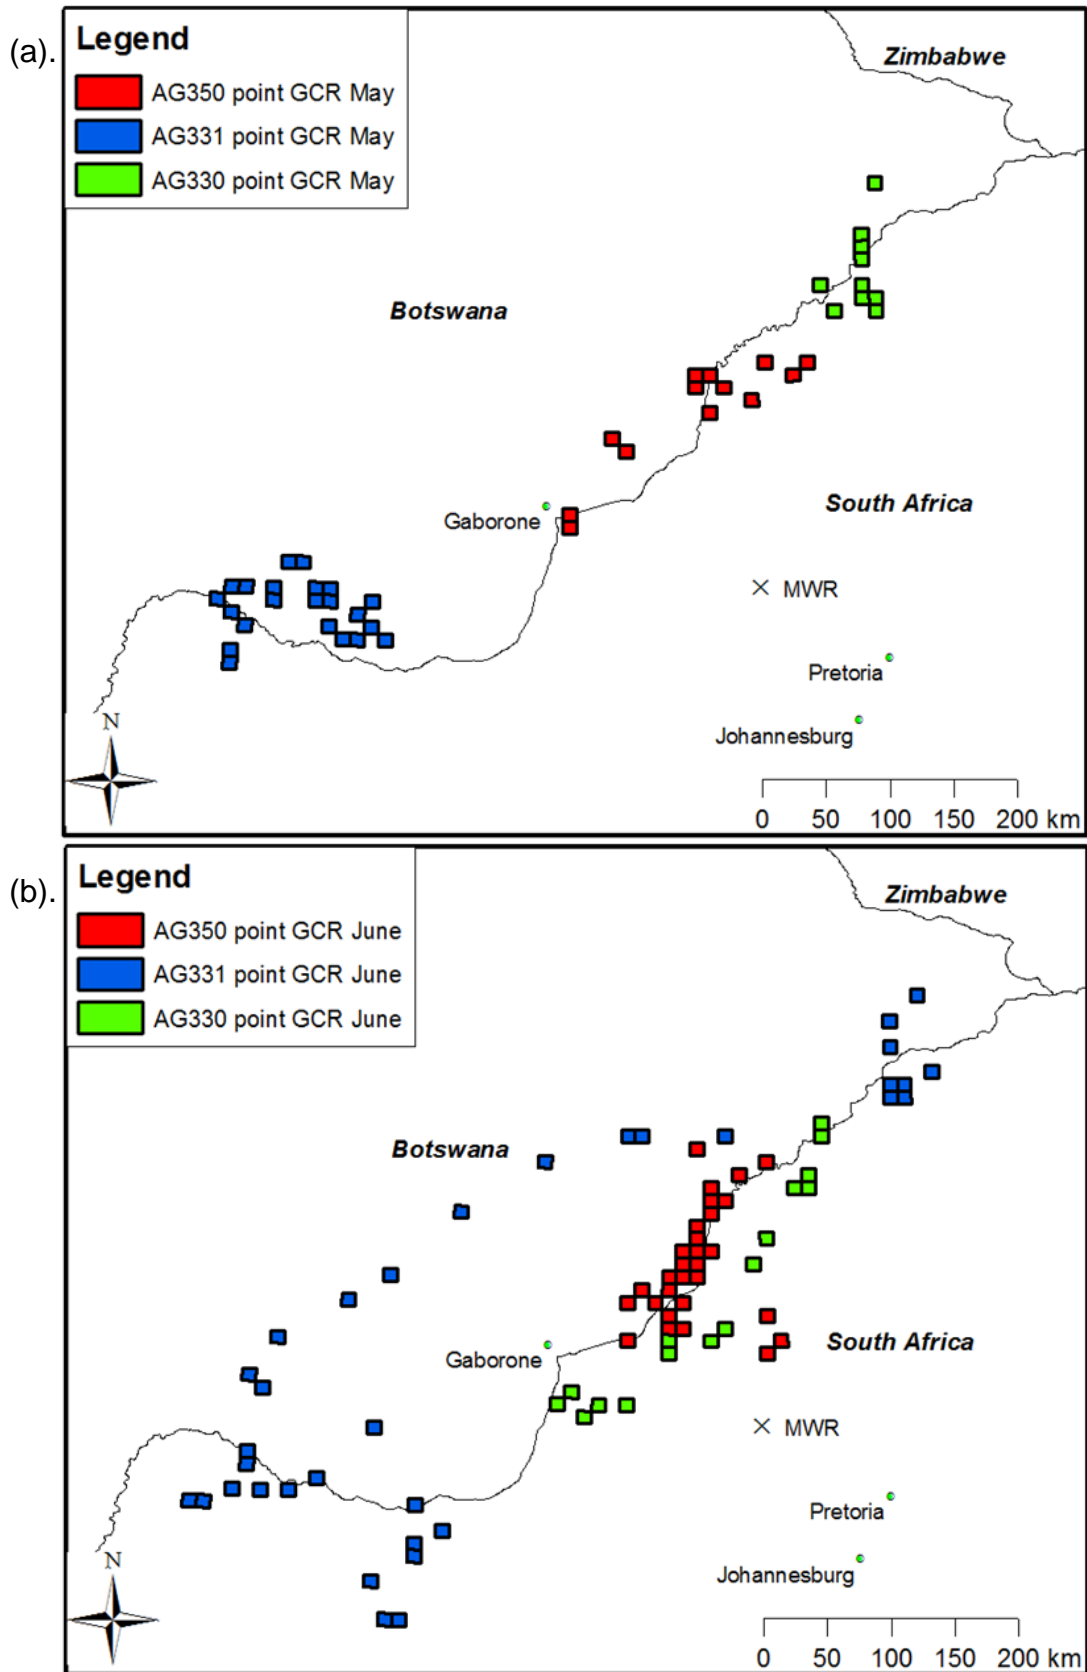 (a).
Legend
AG350 point GCR May
AG331 point GCR May
AG330 point GCR May
Zimbabwe
Botswana
South Africa
Gaborone
MWR
Pretoria
Johannesburg
N
0 50 100 150 200 km
(b).
Legend
AG350 point GCR June
AG331 point GCR June
AG330 point GCR June
Zimbabwe
Botswana
South Africa
Gaborone
MWR
Pretoria
Johannesburg
N
0 50 100 150 200 km